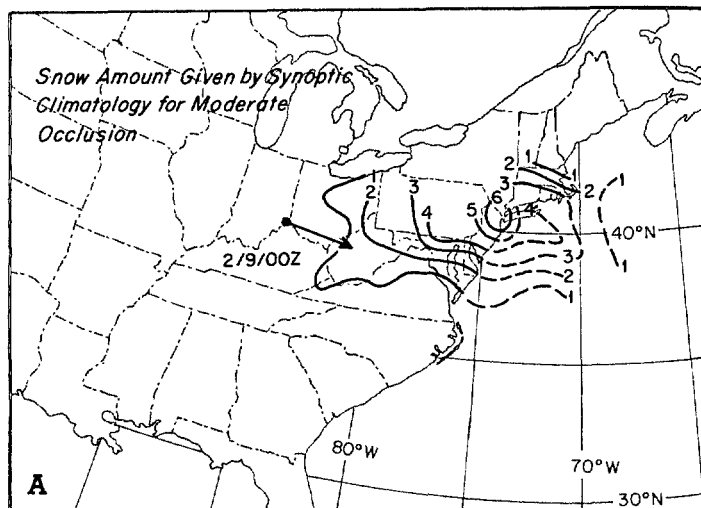 Snow Amount Given by Synoptic
Climatology for Moderate
Occlusion
1
2
3
4
5
6
4
3
2
1
1
2
1
1
3
2
1
2/9/00Z
40°N
80°W
70°W
30°N
A